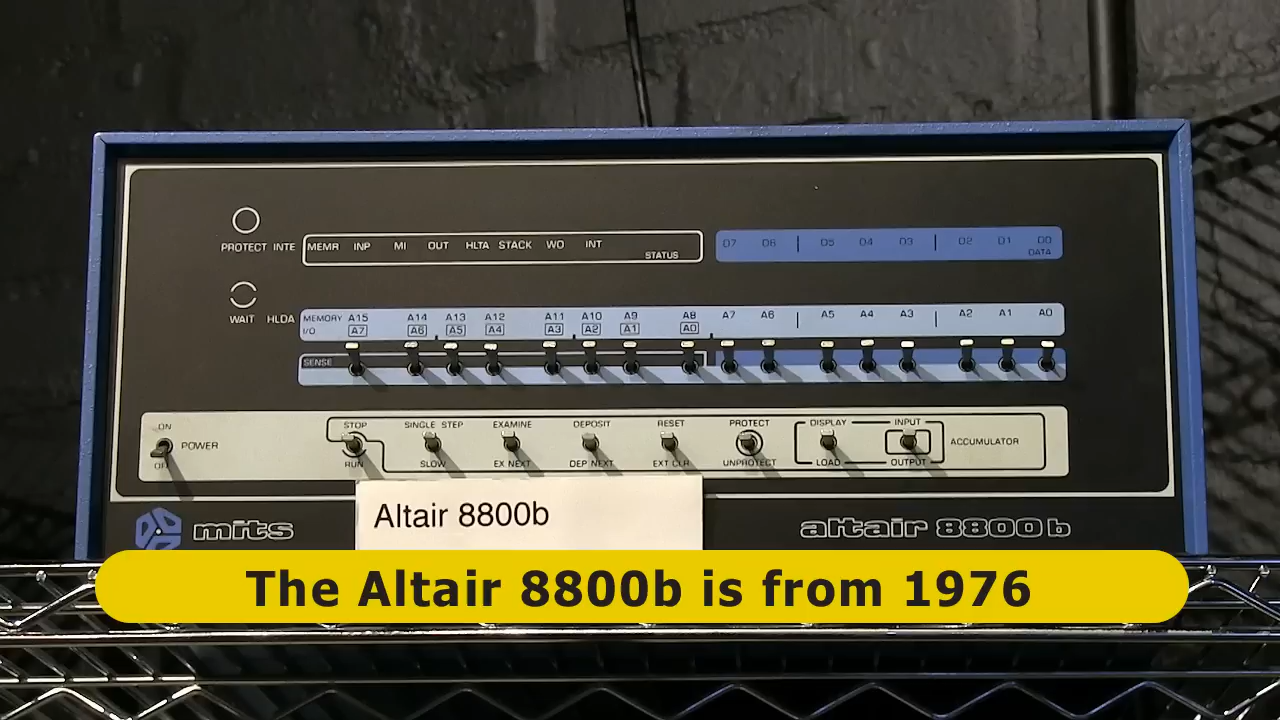 PROTECT INTE MEMR INP MI OUT HLTA STACK WO INT
STATUS
D7 D6 D5 D4 D3 D2 D1 D0
DATA
WAIT HLDA
MEMORY A15 A14 A13 A12 A11 A10 A9 A8 A7 A6 A5 A4 A3 A2 A1 A0
I/O A7 A6 A5 A4 A3 A2 A1 A0
SENSE
ON
POWER
OFF
STOP SINGLE STEP EXAMINE DEPOSIT RESET PROTECT DISPLAY INPUT
ACCUMULATOR
RUN SLOW EX NEXT DEP NEXT EXT CLR UNPROTECT LOAD OUTPUT
mits
altair 8800b
Altair 8800b
The Altair 8800b is from 1976